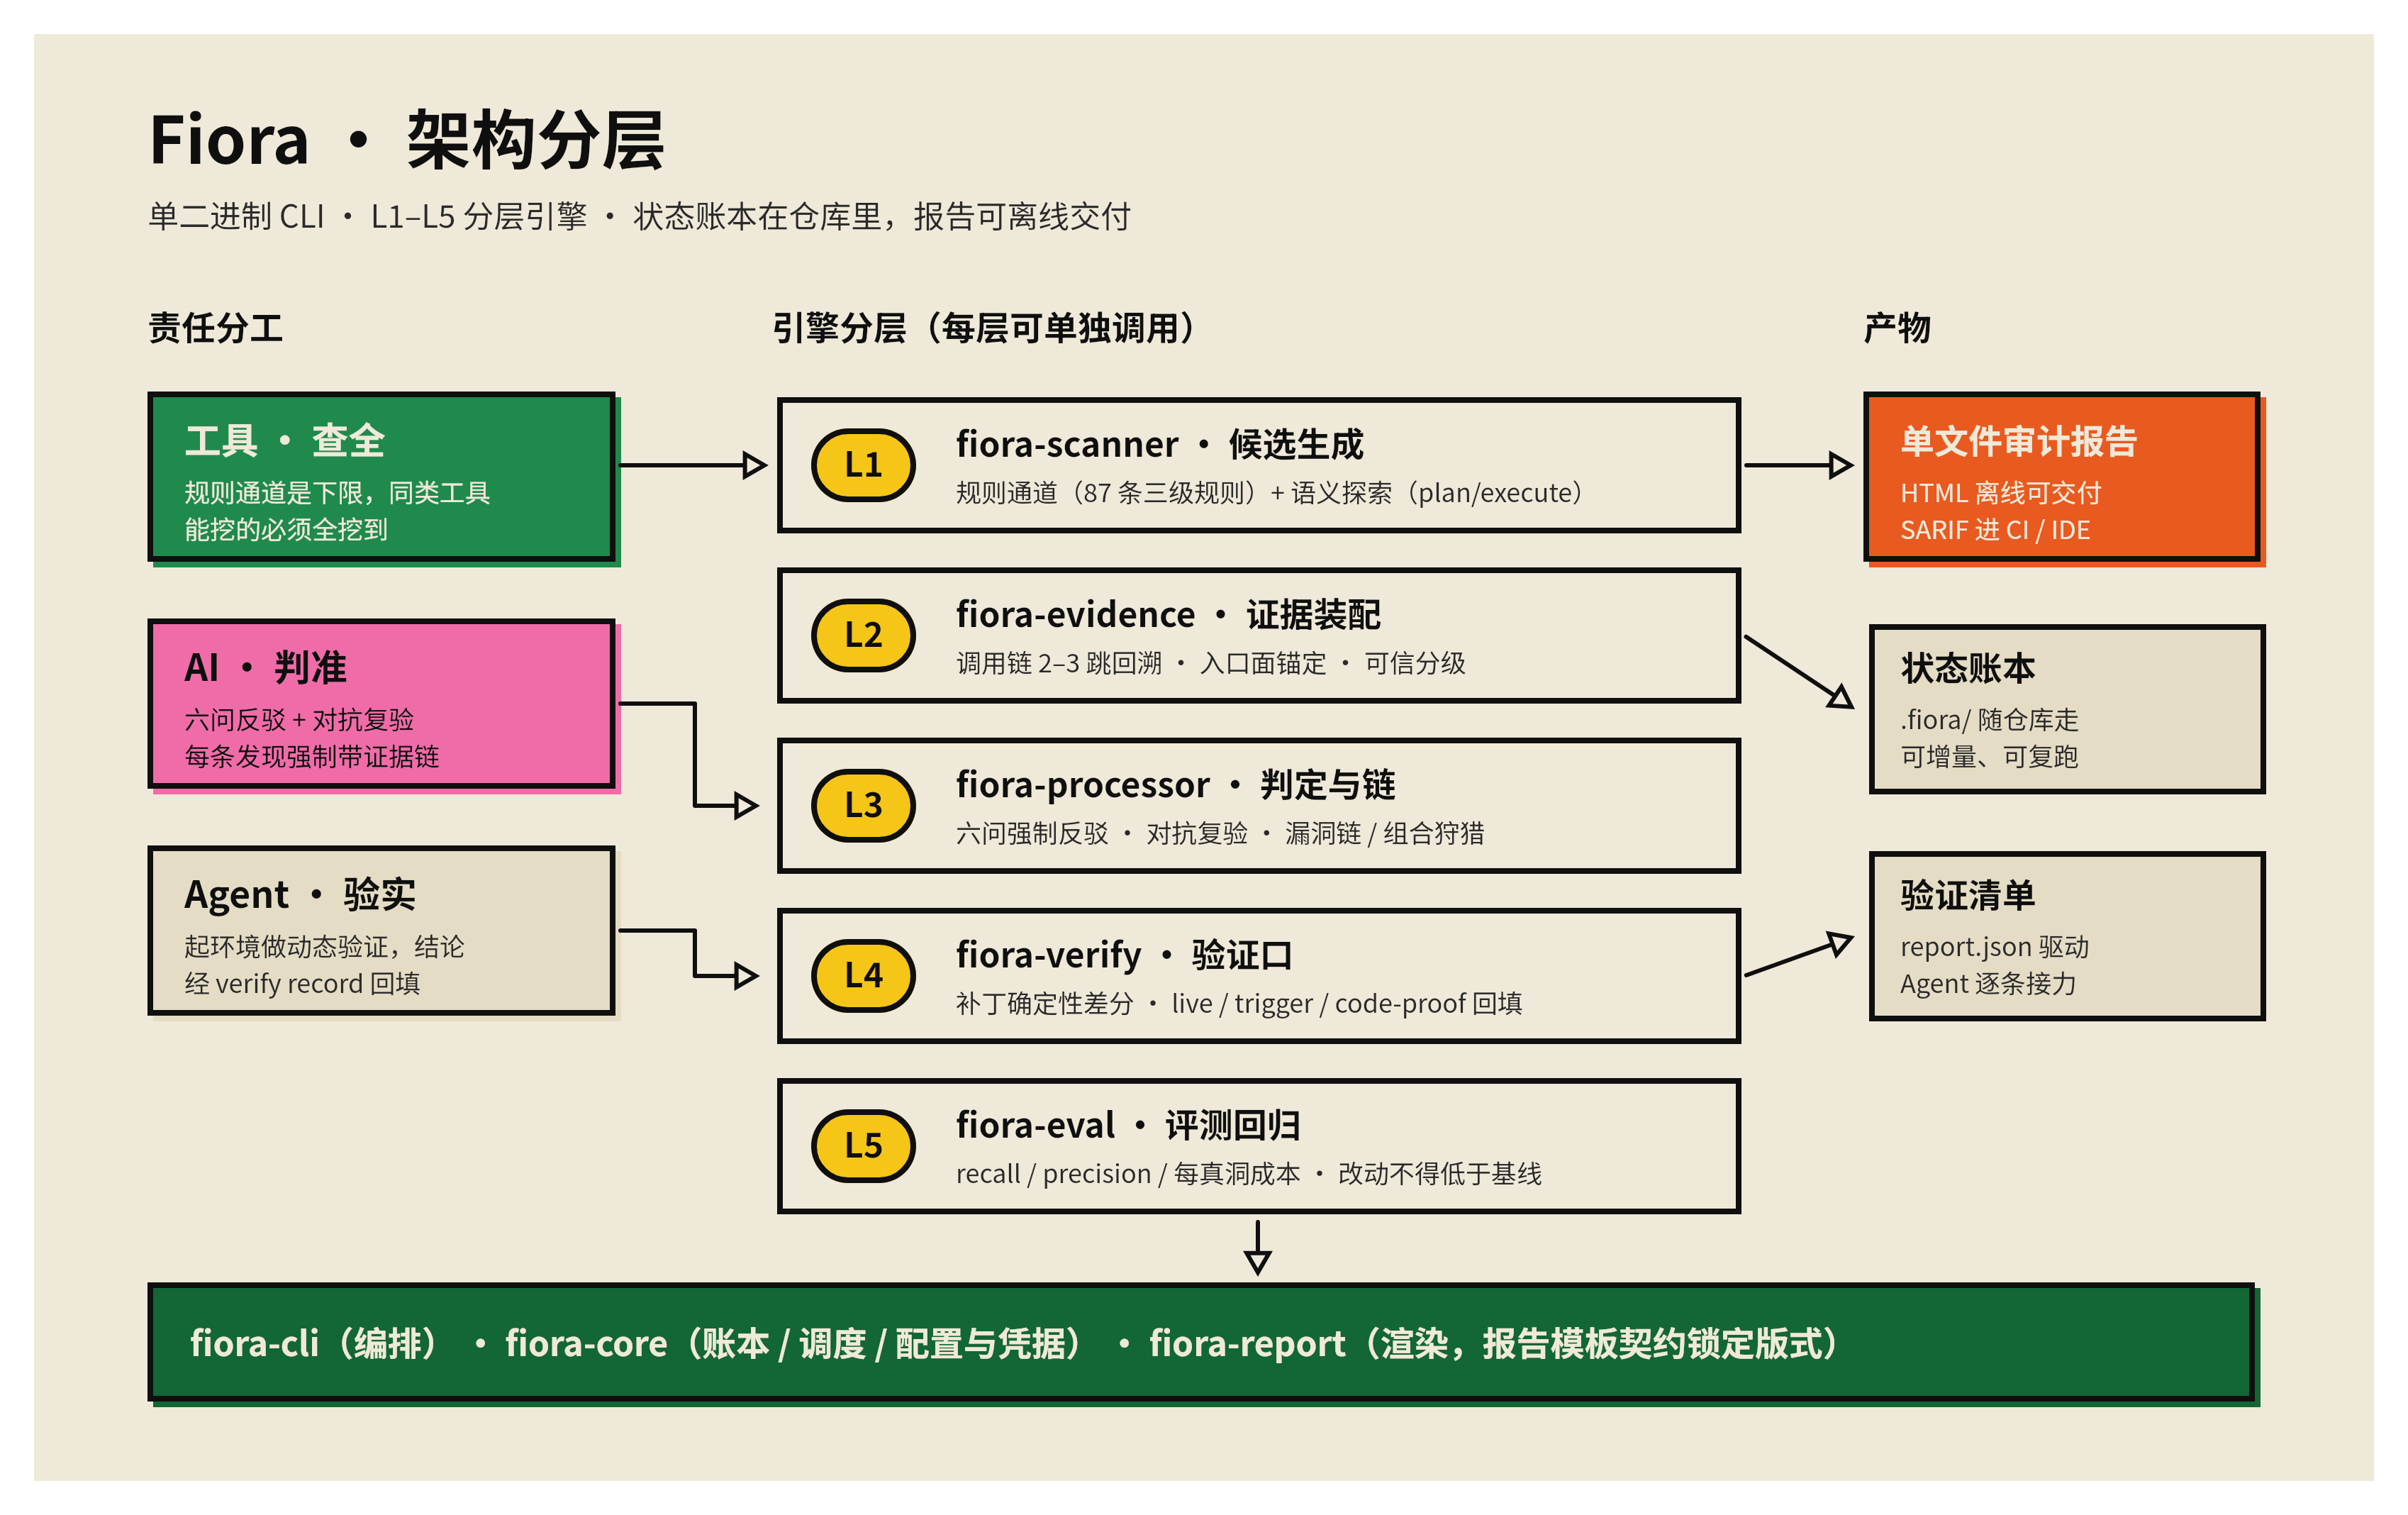 Fiora · 架构分层
单二进制 CLI · L1–L5 分层引擎 · 状态账本在仓库里，报告可离线交付
责任分工
工具 · 查全
规则通道是下限，同类工具
能挖的必须全挖到
AI · 判准
六问反驳 + 对抗复验
每条发现强制带证据链
Agent · 验实
起环境做动态验证，结论
经 verify record 回填
引擎分层（每层可单独调用）
L1
fiora-scanner · 候选生成
规则通道（87 条三级规则）+ 语义探索（plan/execute）
L2
fiora-evidence · 证据装配
调用链 2–3 跳回溯 · 入口面锚定 · 可信分级
L3
fiora-processor · 判定与链
六问强制反驳 · 对抗复验 · 漏洞链 / 组合狩猎
L4
fiora-verify · 验证口
补丁确定性差分 · live / trigger / code-proof 回填
L5
fiora-eval · 评测回归
recall / precision / 每真洞成本 · 改动不得低于基线
产物
单文件审计报告
HTML 离线可交付
SARIF 进 CI / IDE
状态账本
.fiora/ 随仓库走
可增量、可复跑
验证清单
report.json 驱动
Agent 逐条接力
fiora-cli（编排） · fiora-core（账本 / 调度 / 配置与凭据） · fiora-report（渲染，报告模板契约锁定版式）